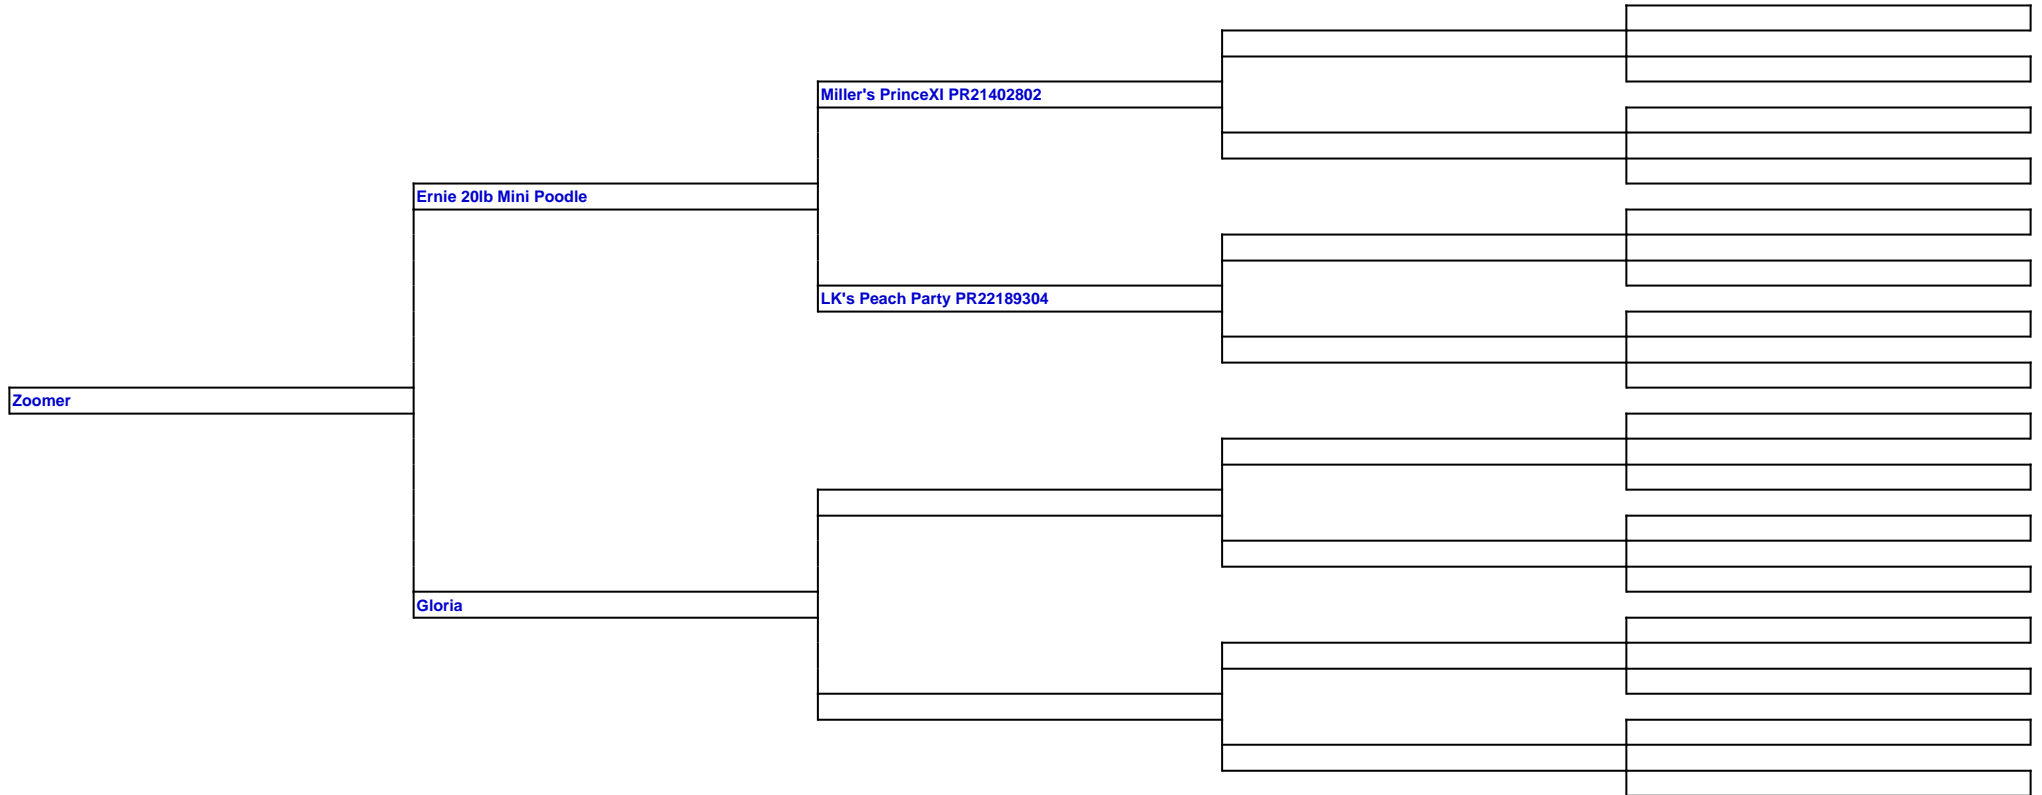 Miller's PrinceXI PR21402802
Ernie 20lb Mini Poodle
LK's Peach Party PR22189304
Zoomer
Gloria